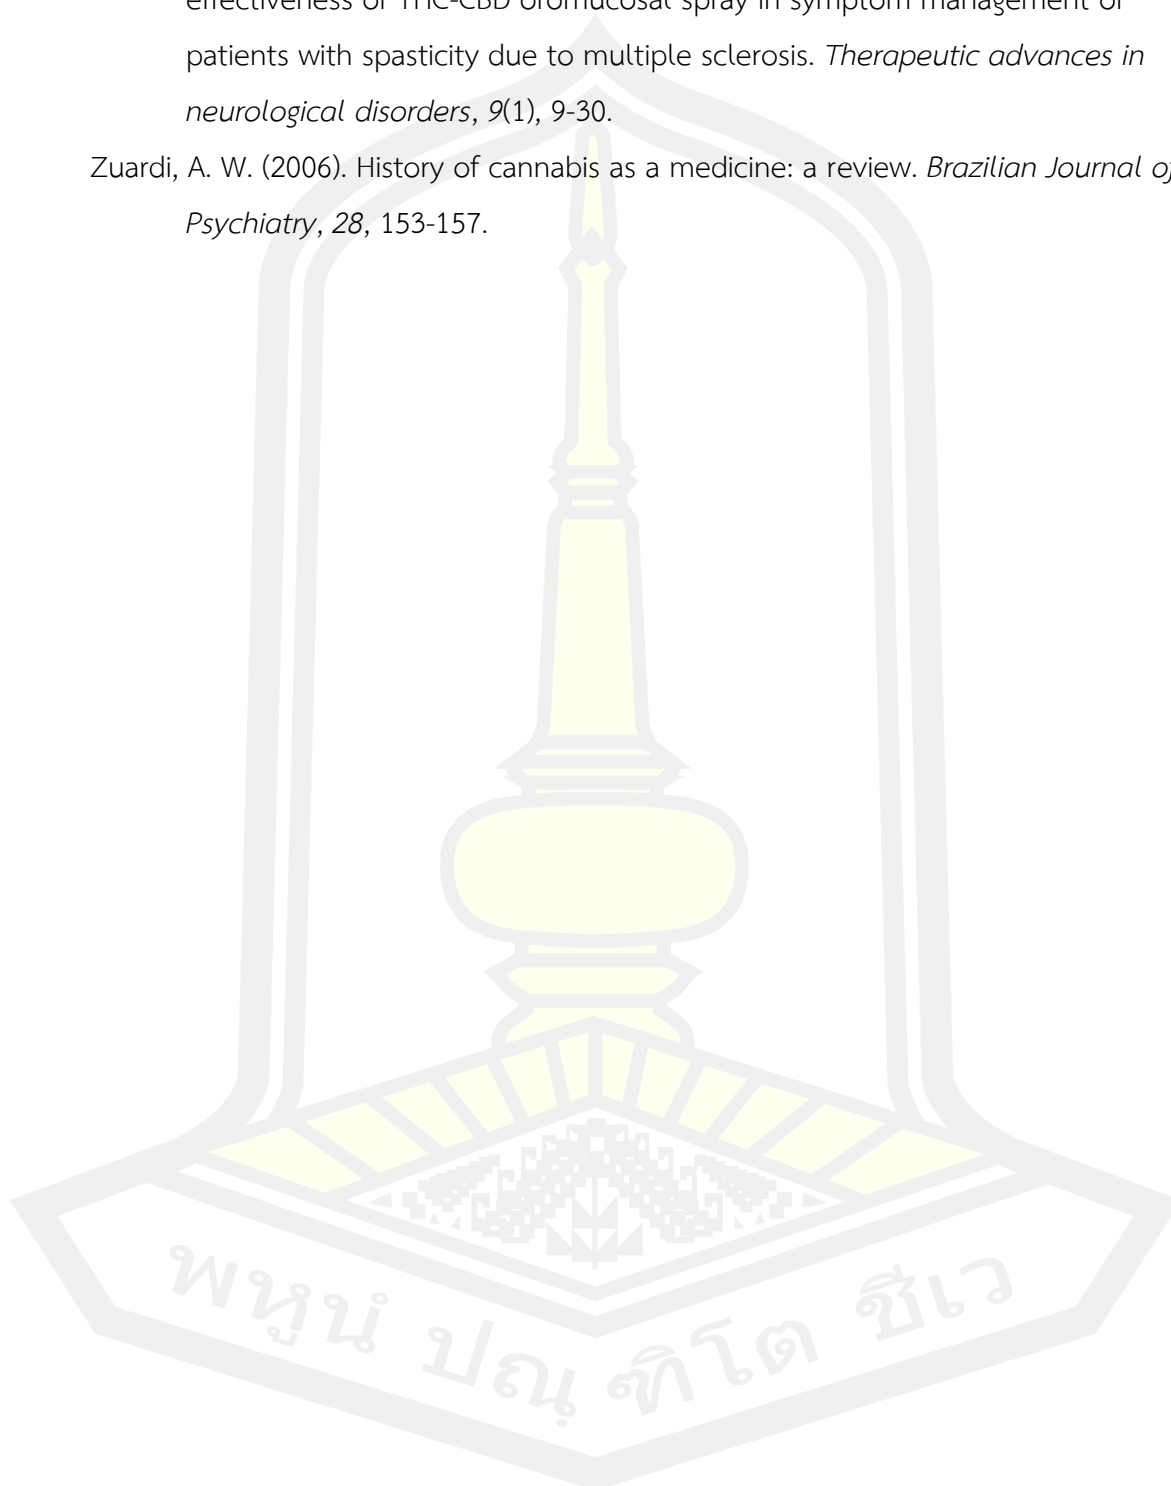 effectiveness of THC-CBD oromucosal spray in symptom management of
patients with spasticity due to multiple sclerosis. Therapeutic advances in
neurological disorders, 9(1), 9-30.
Zuardi, A. W. (2006). History of cannabis as a medicine: a review. Brazilian Journal of
Psychiatry, 28, 153-157.
พหูนํ ปณฺฑิโต ชีเว